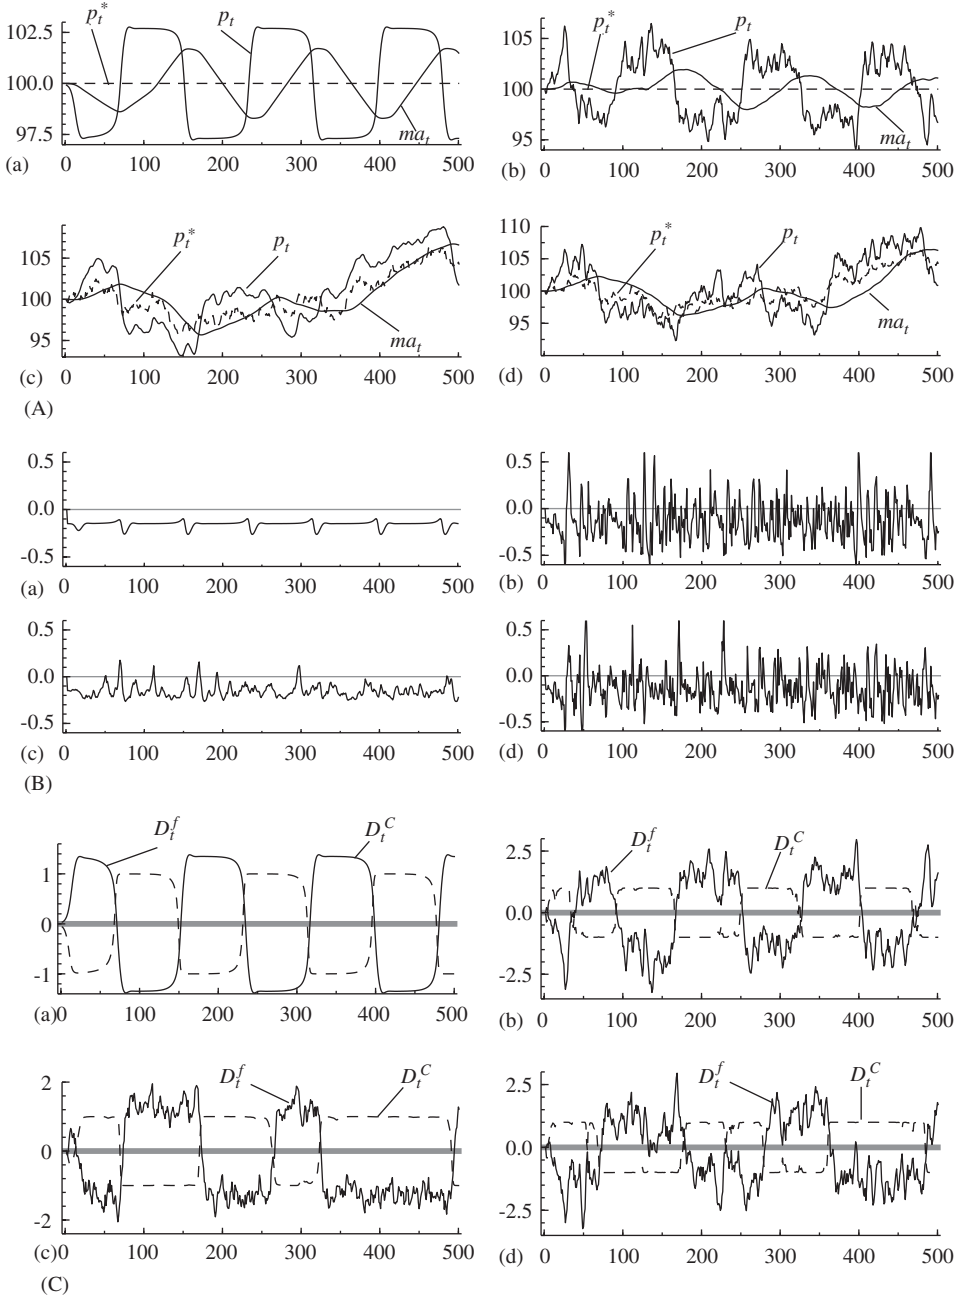 p_t^* p_t
102.5
100.0
97.5
ma_t
(a) 0 100 200 300 400 500
p_t^* p_t
105
100
95
ma_t
(b) 0 100 200 300 400 500
p_t^* p_t
105
100
95
ma_t
(c) 0 100 200 300 400 500
p_t^* p_t
110
105
100
95
ma_t
(d) 0 100 200 300 400 500
(A)
0.5
0.0
-0.5
(a) 0 100 200 300 400 500
0.5
0.0
-0.5
(b) 0 100 200 300 400 500
0.5
0.0
-0.5
(c) 0 100 200 300 400 500
0.5
0.0
-0.5
(d) 0 100 200 300 400 500
(B)
D_t^f D_t^C
1
0
-1
(a) 0 100 200 300 400 500
D_t^f D_t^C
2.5
0.0
-2.5
(b) 0 100 200 300 400 500
D_t^f D_t^C
2
0
-2
(c) 0 100 200 300 400 500
D_t^f D_t^C
2.5
0.0
-2.5
(d) 0 100 200 300 400 500
(C)